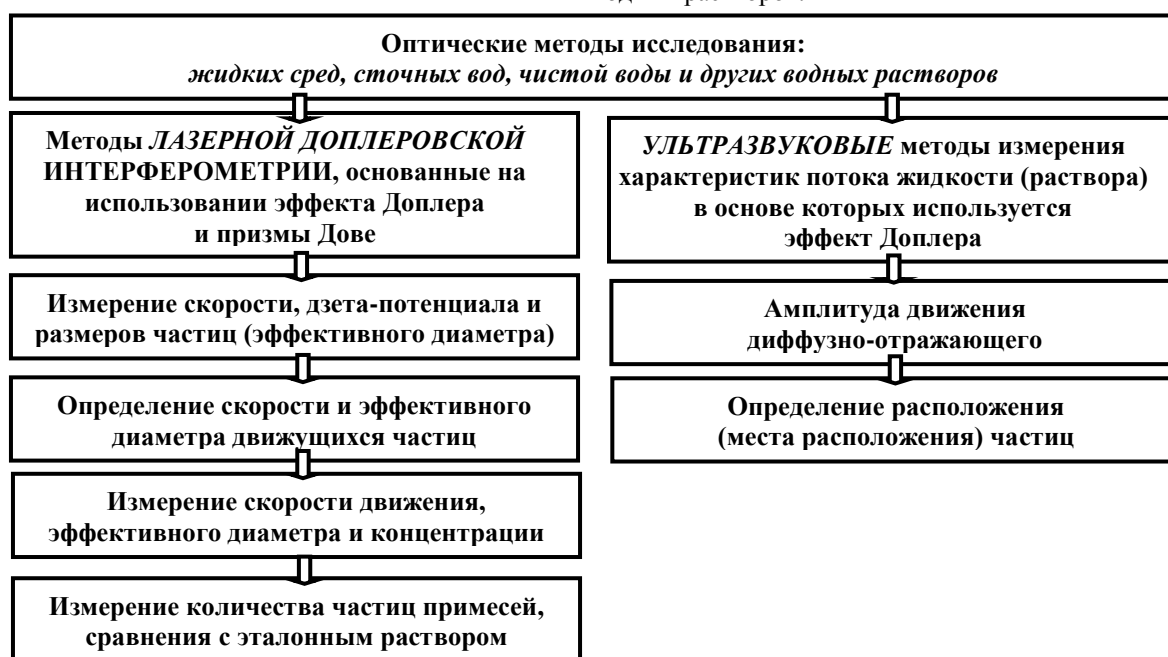 Оптические методы исследования:
жидких сред, сточных вод, чистой воды и других водных растворов
Методы ЛАЗЕРНОЙ ДОПЛЕРОВСКОЙ
ИНТЕРФЕРОМЕТРИИ, основанные на
использовании эффекта Доплера
и призмы Дове
УЛЬТРАЗВУКОВЫЕ методы измерения
характеристик потока жидкости (раствора)
в основе которых используется
эффект Доплера
Измерение скорости, дзета-потенциала и
размеров частиц (эффективного диаметра)
Амплитуда движения
диффузно-отражающего
Определение скорости и эффективного
диаметра движущихся частиц
Определение расположения
(места расположения) частиц
Измерение скорости движения,
эффективного диаметра и концентрации
Измерение количества частиц примесей,
сравнения с эталонным раствором